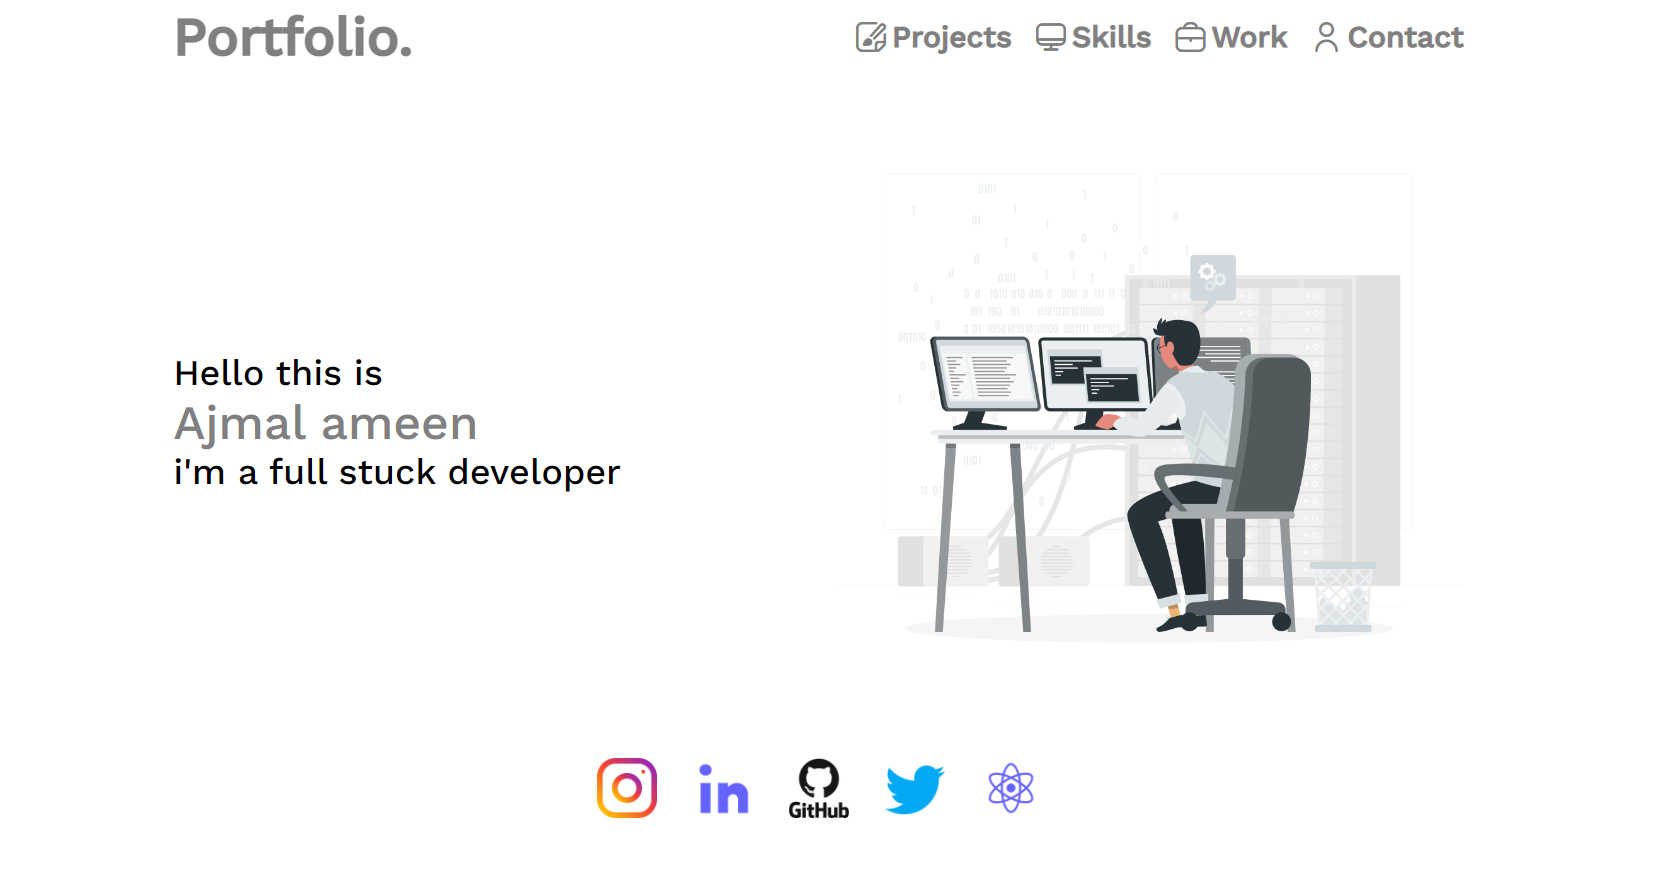 Portfolio.
Projects Skills Work Contact
Hello this is
Ajmal ameen
i'm a full stuck developer
in
GitHub